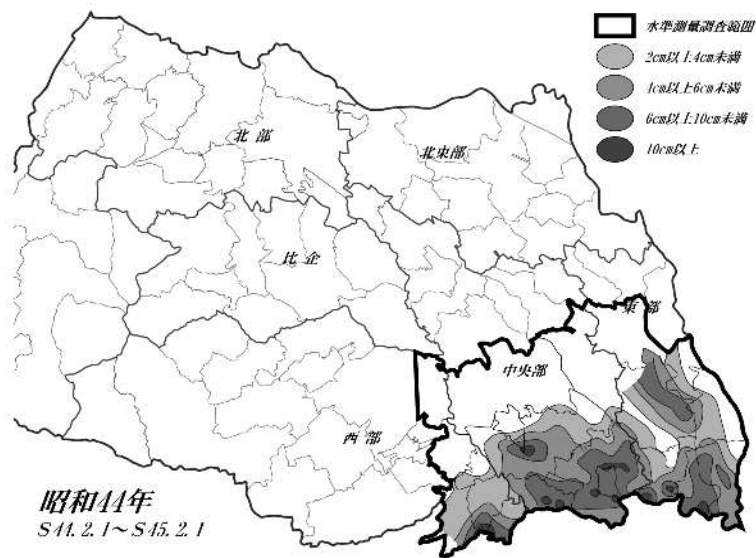 水準測量調査範囲
2cm以上4cm未満
4cm以上6cm未満
6cm以上10cm未満
10cm以上
北部
北東部
比企
東部
中央部
西部
昭和44年
S44.2.1～S45.2.1